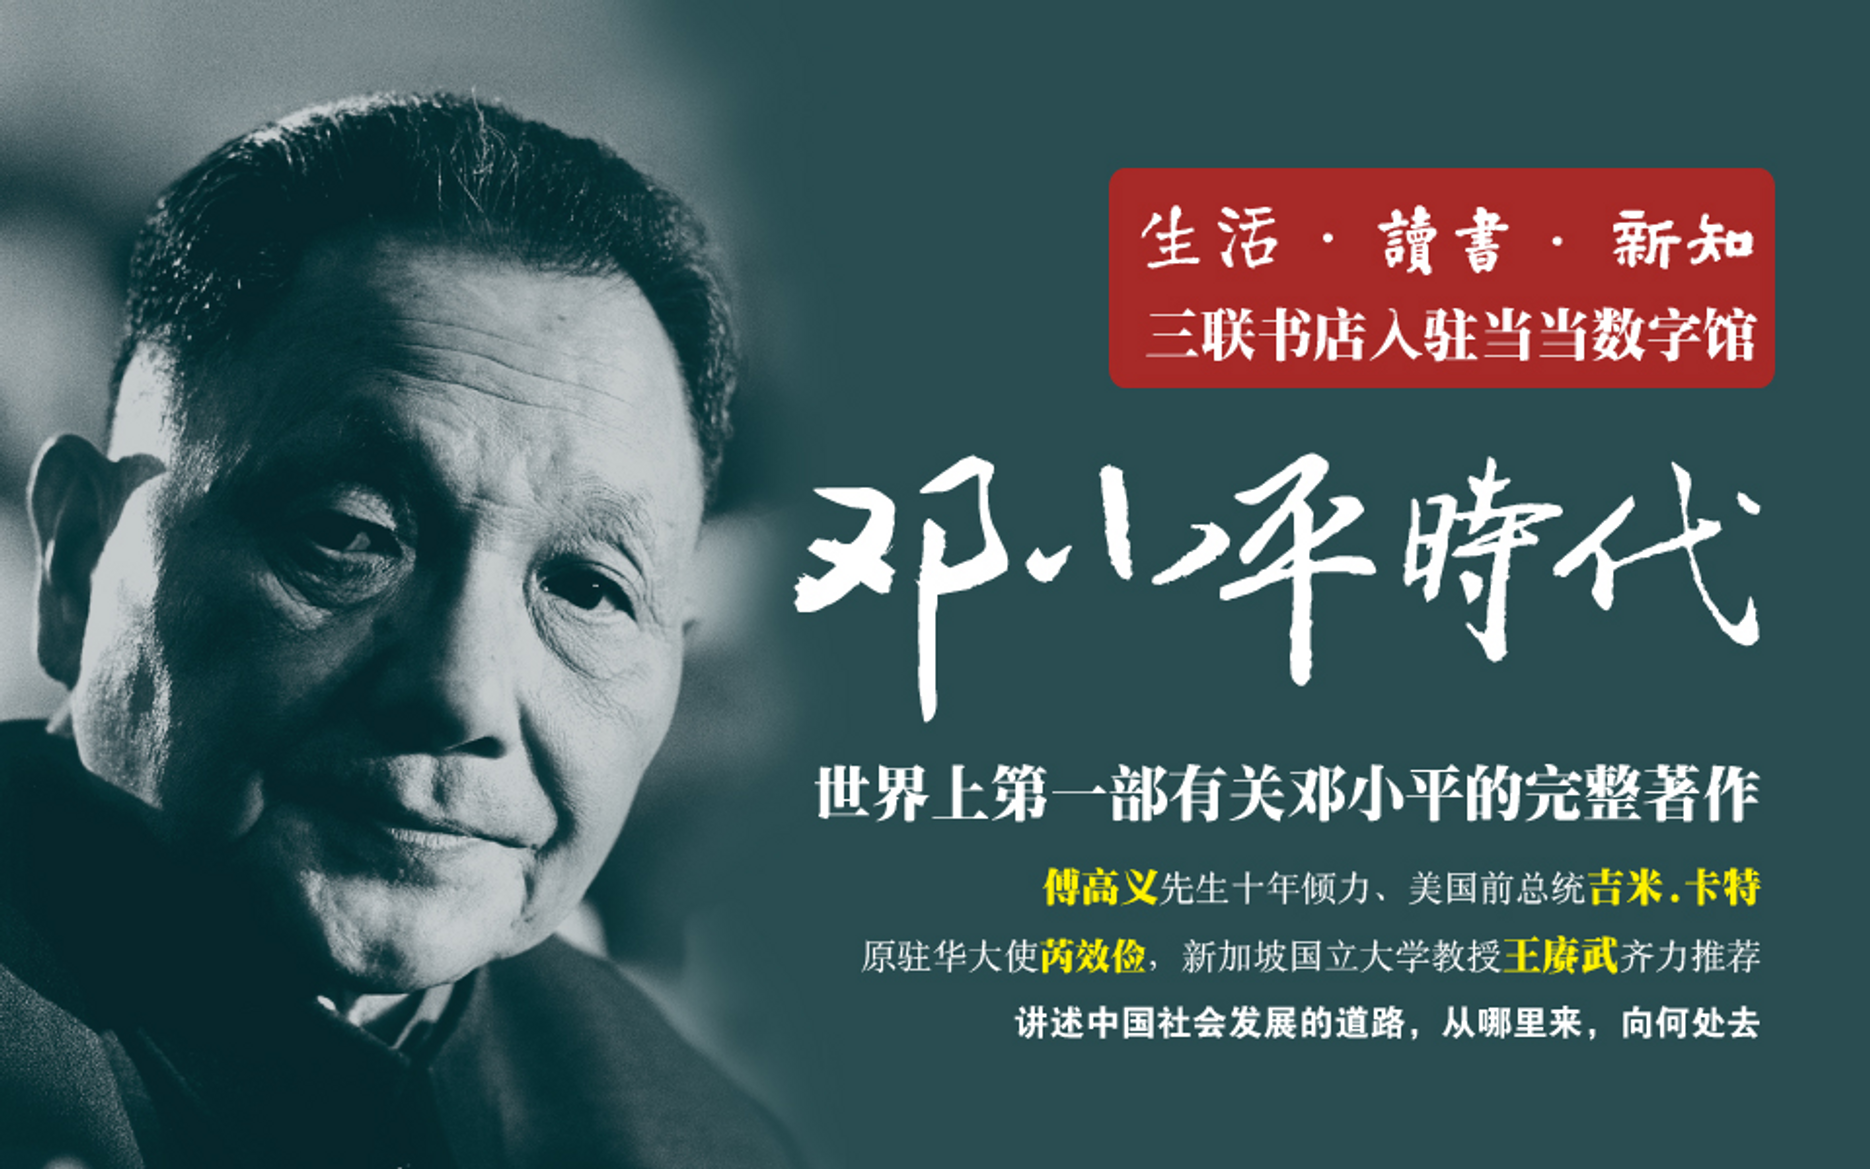 生活·讀書·新知
三联书店入驻当当数字馆
邓小平時代
世界上第一部有关邓小平的完整著作
傅高义先生十年倾力、美国前总统吉米.卡特
原驻华大使芮效俭，新加坡国立大学教授王赓武齐力推荐
讲述中国社会发展的道路，从哪里来，向何处去